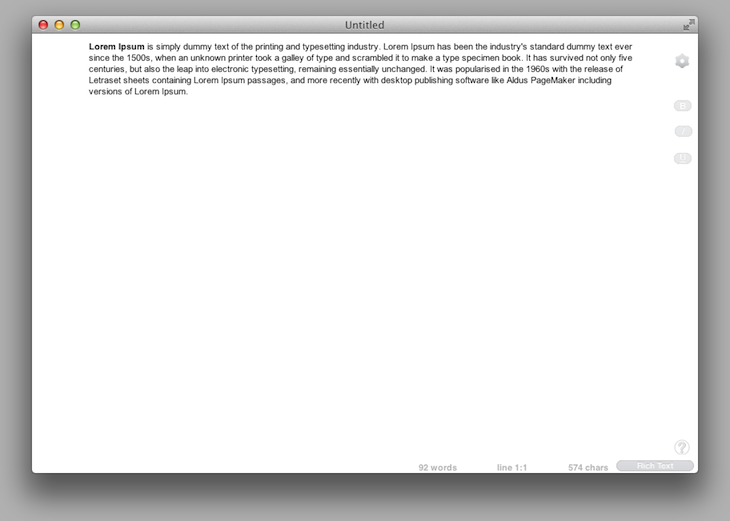 Untitled
Lorem Ipsum is simply dummy text of the printing and typesetting industry. Lorem Ipsum has been the industry's standard dummy text ever
since the 1500s, when an unknown printer took a galley of type and scrambled it to make a type specimen book. It has survived not only five
centuries, but also the leap into electronic typesetting, remaining essentially unchanged. It was popularised in the 1960s with the release of
Letraset sheets containing Lorem Ipsum passages, and more recently with desktop publishing software like Aldus PageMaker including
versions of Lorem Ipsum.
B
I
U
?
92 words line 1:1 574 chars Rich Text